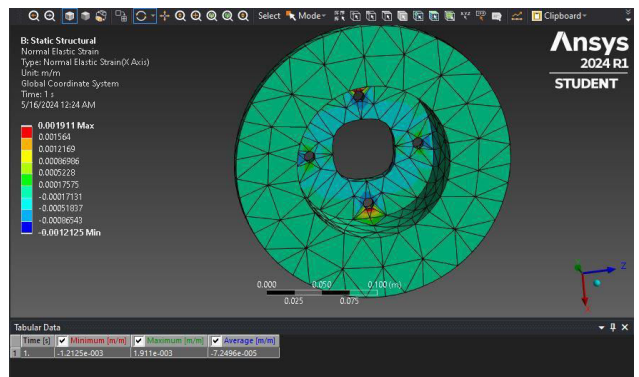 Select Mode Clipboard
B: Static Structural
Normal Elastic Strain
Type: Normal Elastic Strain(X Axis)
Unit: m/m
Global Coordinate System
Time: 1 s
5/16/2024 12:24 AM
Ansys
2024 R1
STUDENT
0.001911 Max
0.001564
0.0012169
0.00086986
0.0005228
0.00017575
-0.00017131
-0.00051837
-0.00086543
-0.0012125 Min
0.000 0.050 0.100 (m)
0.025 0.075
Z
Tabular Data
Time [s] Minimum [m/m] Maximum [m/m] Average [m/m]
1 1. -1.2125e-003 1.911e-003 -7.2496e-005